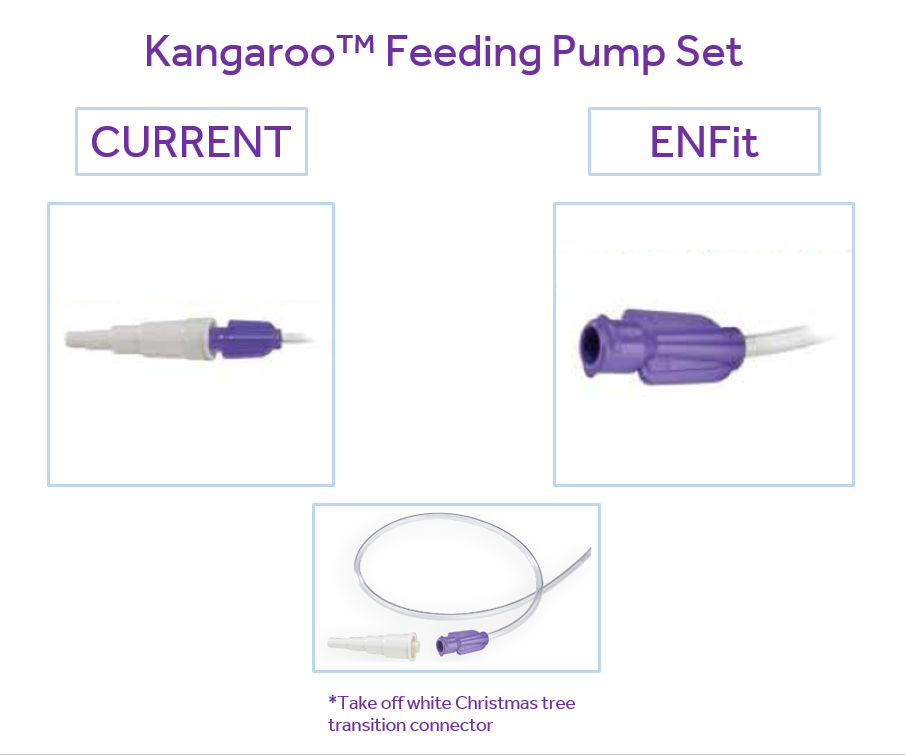 Kangaroo™ Feeding Pump Set
CURRENT
ENFit
*Take off white Christmas tree
transition connector